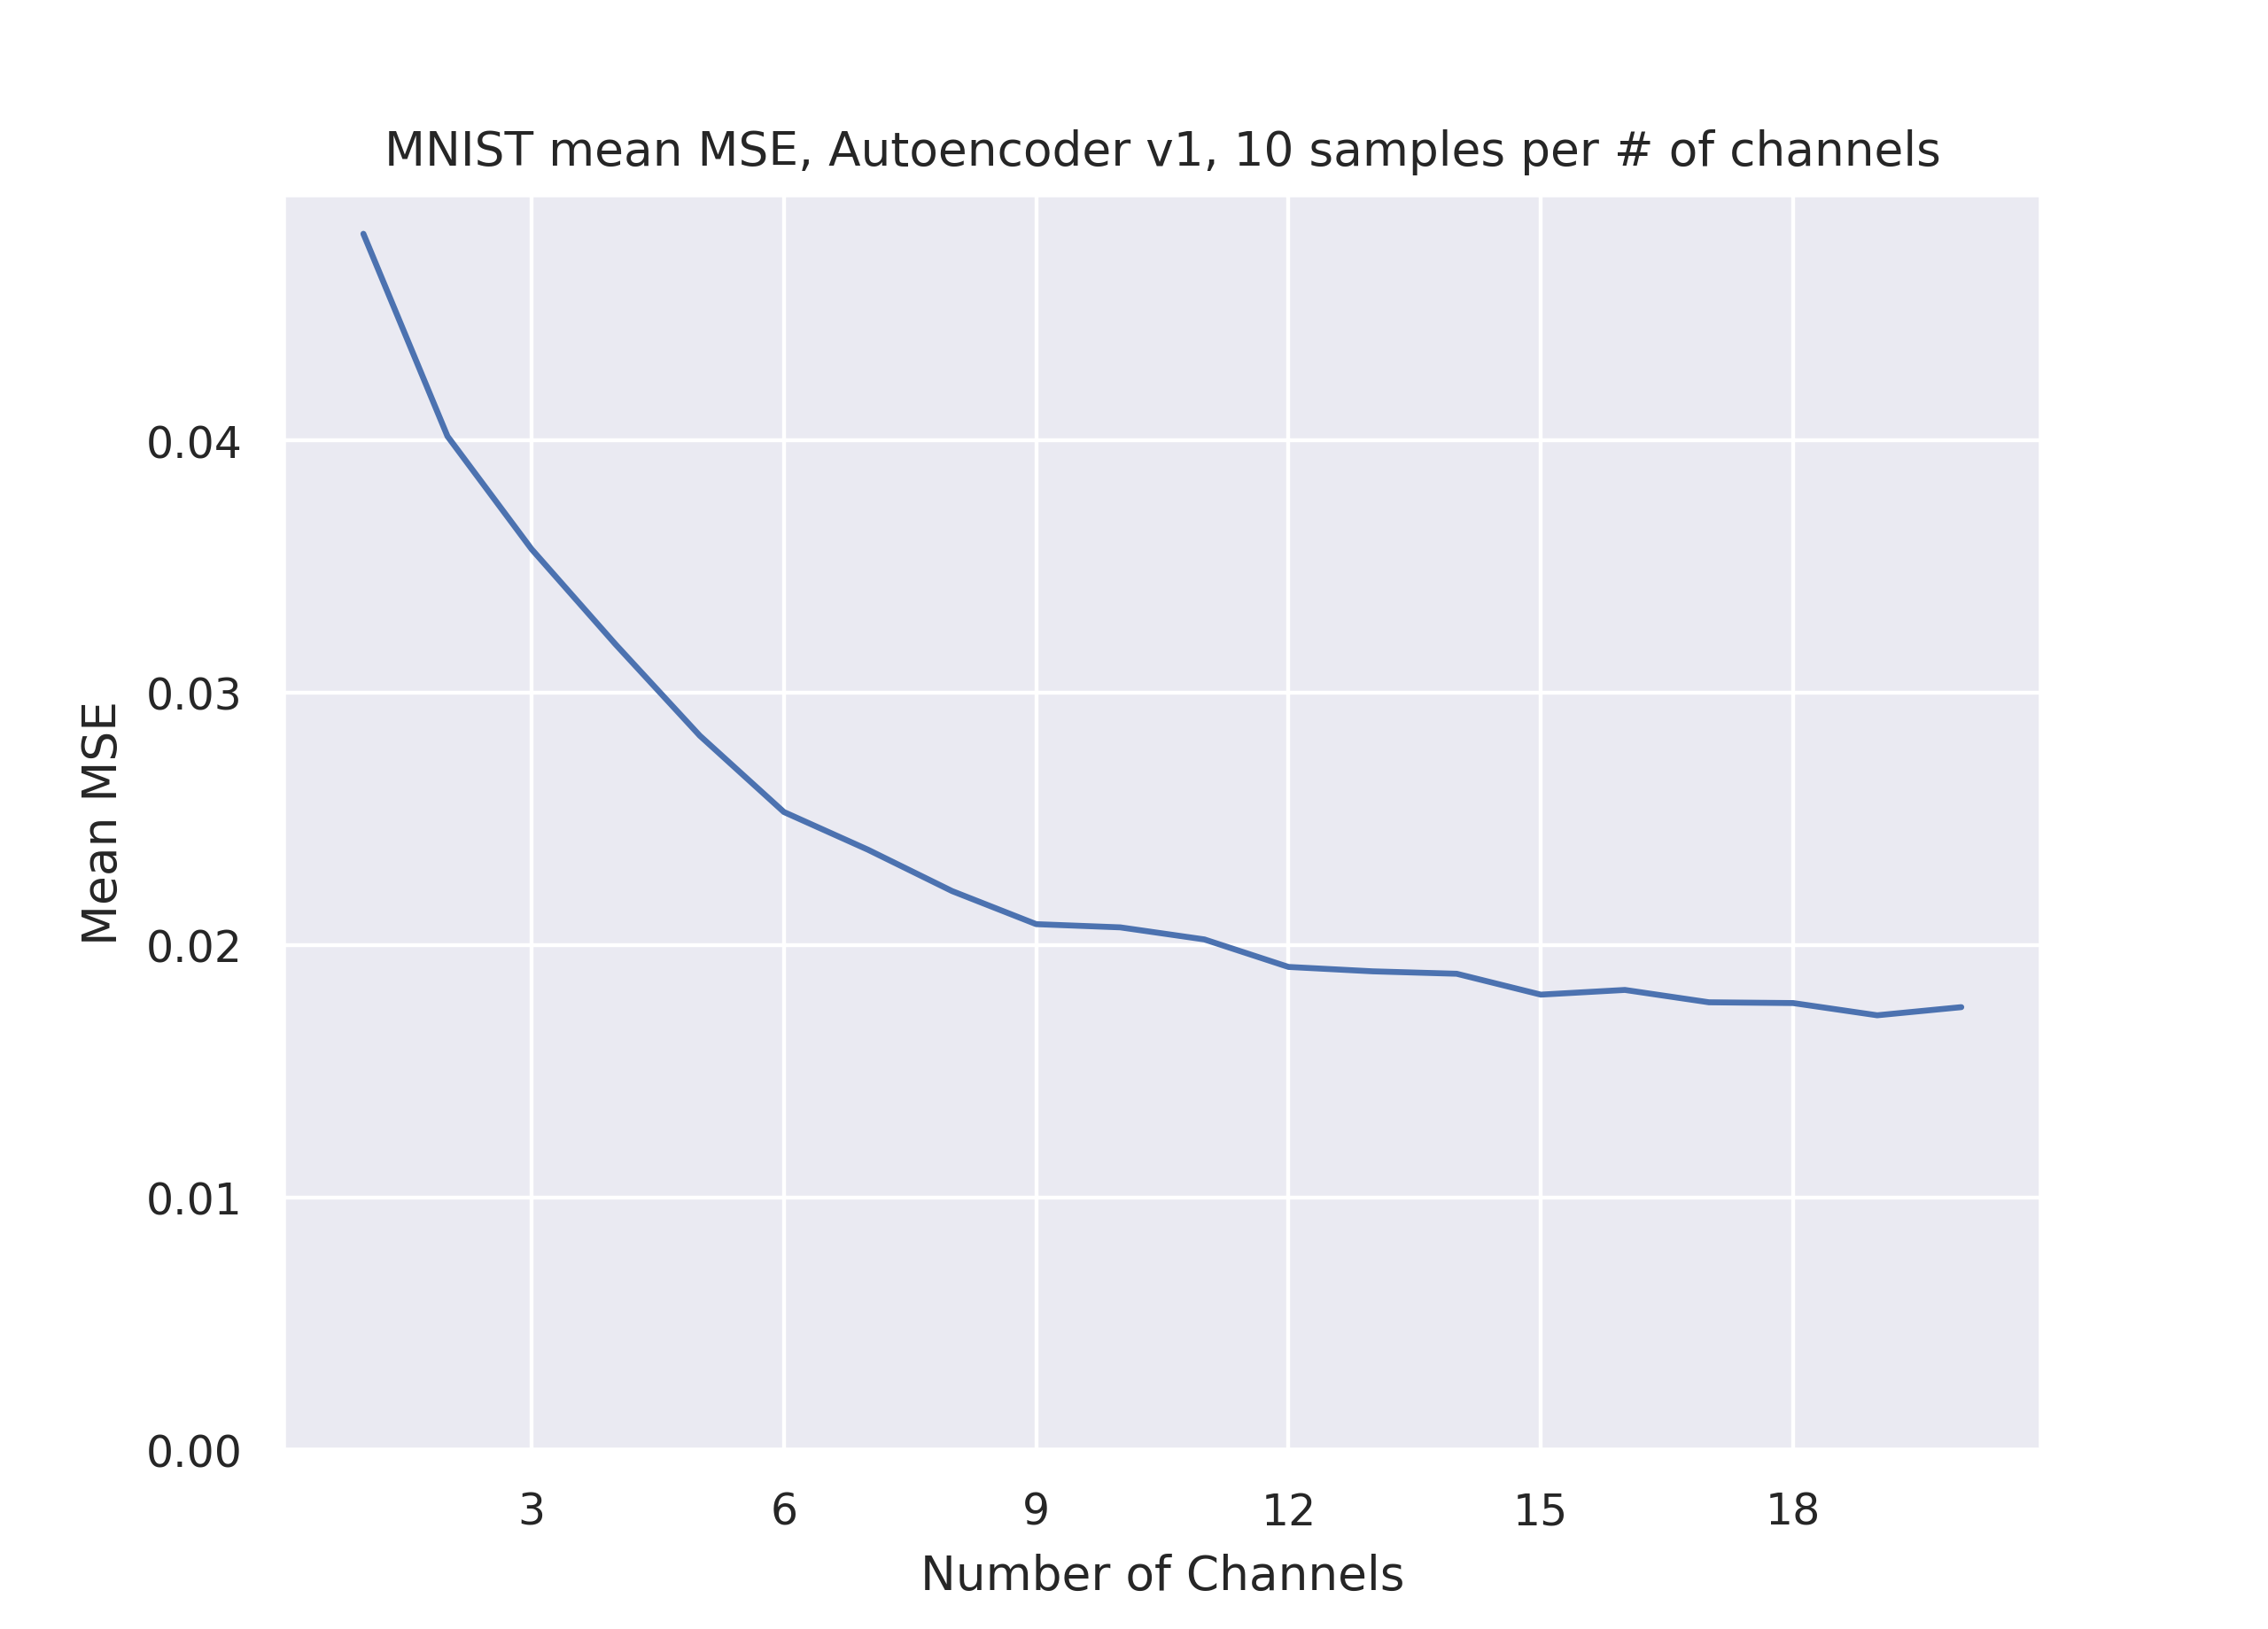 MNIST mean MSE, Autoencoder v1, 10 samples per # of channels
Mean MSE
0.04
0.03
0.02
0.01
0.00
3 6 9 12 15 18
Number of Channels